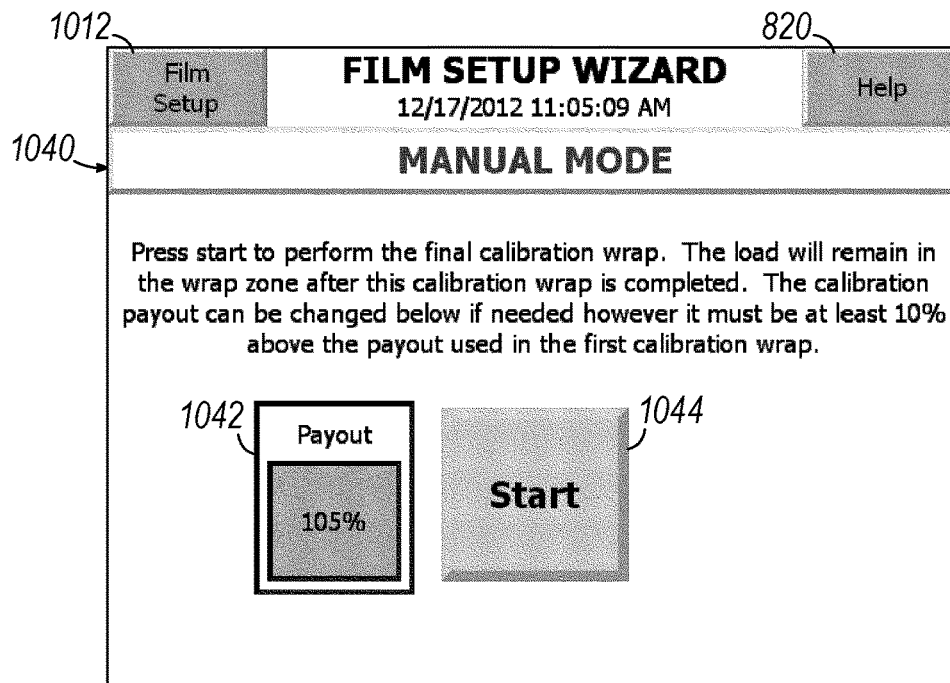 1012
820
Film
Setup
FILM SETUP WIZARD
12/17/2012 11:05:09 AM
Help
1040
MANUAL MODE
Press start to perform the final calibration wrap. The load will remain in
the wrap zone after this calibration wrap is completed. The calibration
payout can be changed below if needed however it must be at least 10%
above the payout used in the first calibration wrap.
1042
Payout
105%
1044
Start